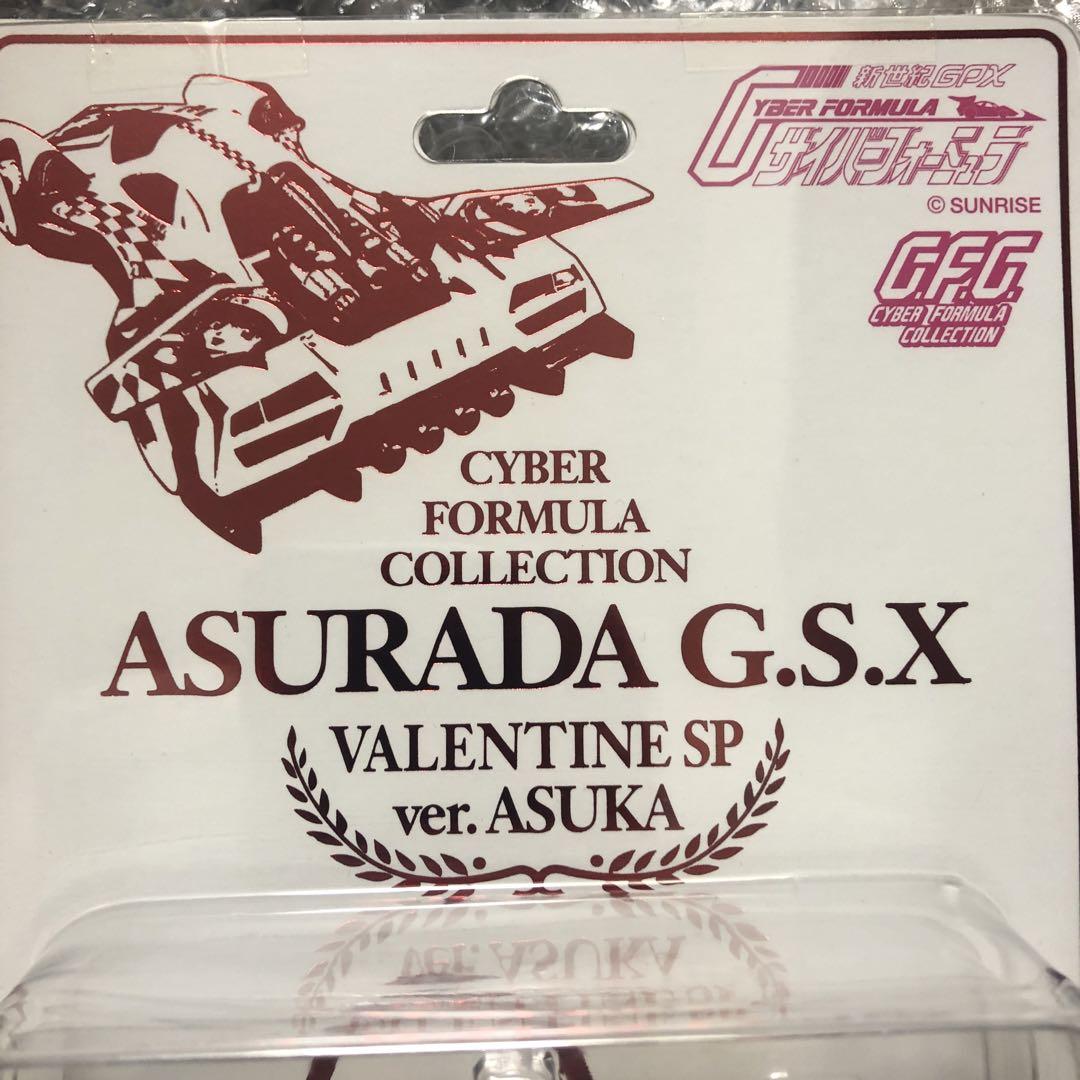 新世紀GPX
CYBER FORMULA
サイバーフォーミュラ
© SUNRISE
C.F.C.
CYBER FORMULA
COLLECTION
CYBER
FORMULA
COLLECTION
ASURADA G.S.X
VALENTINE SP
ver. ASUKA